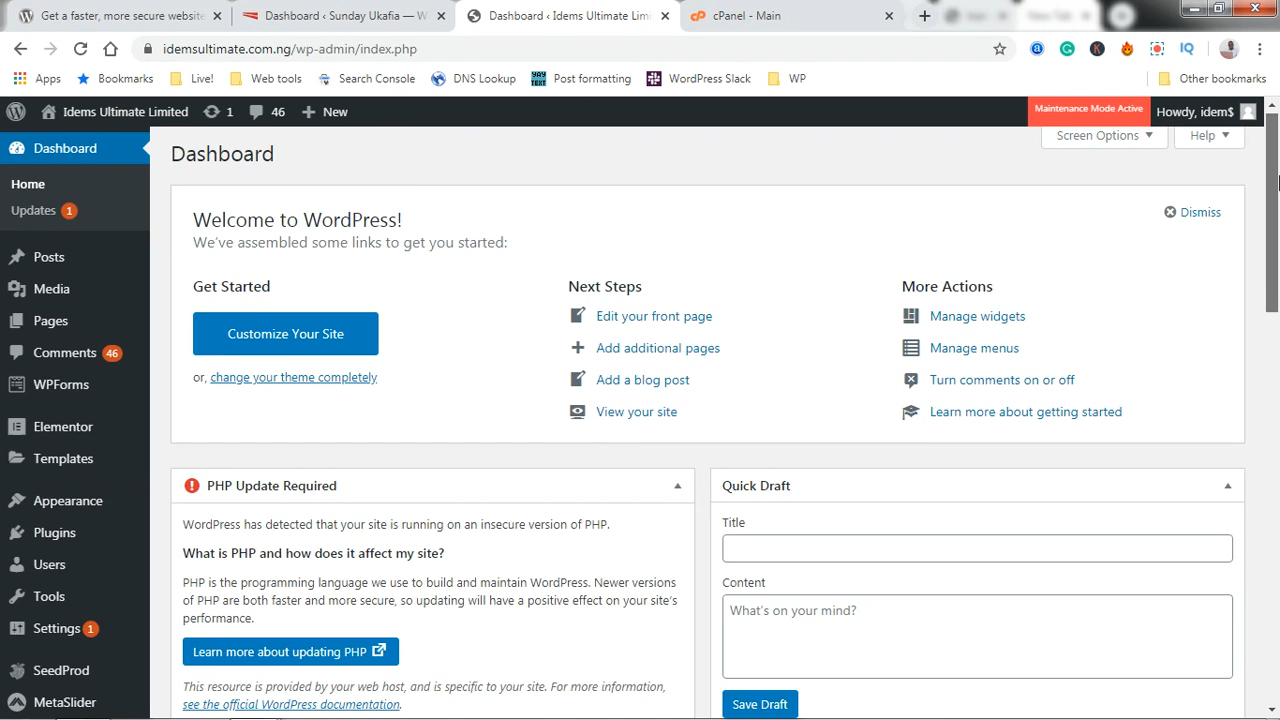 Get a faster, more secure website
Dashboard ‹ Sunday Ukafia — W
Dashboard ‹ Idems Ultimate Lim
cPanel - Main
idemsultimate.com.ng/wp-admin/index.php
Apps
Bookmarks
Live!
Web tools
Search Console
DNS Lookup
Post formatting
WordPress Slack
WP
Other bookmarks
Idems Ultimate Limited
1
46
New
Maintenance Mode Active
Howdy, idem$
Dashboard
Home
Updates 1
Posts
Media
Pages
Comments 46
WPForms
Elementor
Templates
Appearance
Plugins
Users
Tools
Settings 1
SeedProd
MetaSlider
Screen Options
Help
Dashboard
Welcome to WordPress!
Dismiss
We've assembled some links to get you started:
Get Started
Customize Your Site
or, change your theme completely
Next Steps
Edit your front page
Add additional pages
Add a blog post
View your site
More Actions
Manage widgets
Manage menus
Turn comments on or off
Learn more about getting started
PHP Update Required
WordPress has detected that your site is running on an insecure version of PHP.
What is PHP and how does it affect my site?
PHP is the programming language we use to build and maintain WordPress. Newer versions
of PHP are both faster and more secure, so updating will have a positive effect on your site's
performance.
Learn more about updating PHP
This resource is provided by your web host, and is specific to your site. For more information,
see the official WordPress documentation.
Quick Draft
Title
Content
What's on your mind?
Save Draft